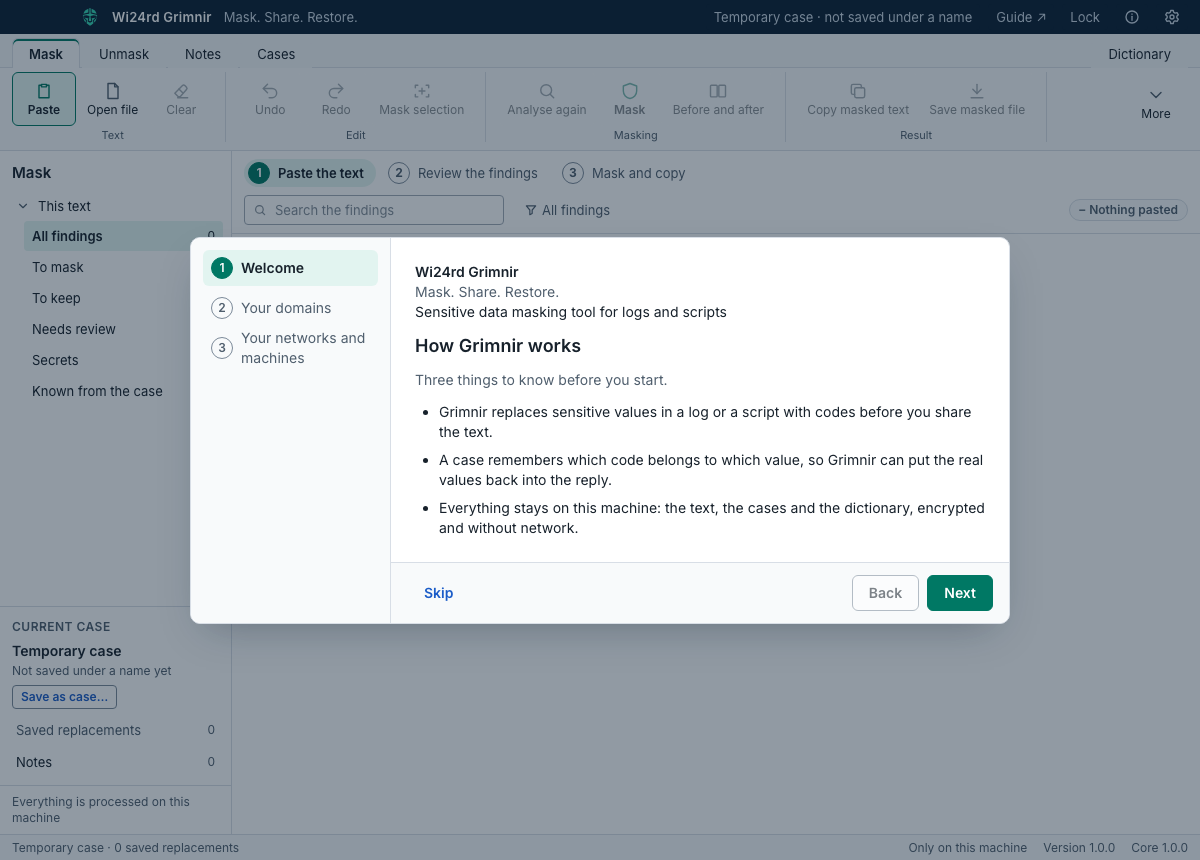 Wi24rd Grimnir Mask. Share. Restore. Temporary case · not saved under a name Guide ↗ Lock
Mask Unmask Notes Cases Dictionary
Paste Open file Clear Undo Redo Mask selection Analyse again Mask Before and after Copy masked text Save masked file More
Text Edit Masking Result
Mask
This text
All findings 0
To mask
To keep
Needs review
Secrets
Known from the case
1 Paste the text 2 Review the findings 3 Mask and copy
Search the findings All findings – Nothing pasted
1 Welcome
2 Your domains
3 Your networks and
machines
Wi24rd Grimnir
Mask. Share. Restore.
Sensitive data masking tool for logs and scripts
How Grimnir works
Three things to know before you start.
• Grimnir replaces sensitive values in a log or a script with codes before you share
the text.
• A case remembers which code belongs to which value, so Grimnir can put the real
values back into the reply.
• Everything stays on this machine: the text, the cases and the dictionary, encrypted
and without network.
Skip Back Next
CURRENT CASE
Temporary case
Not saved under a name yet
Save as case...
Saved replacements 0
Notes 0
Everything is processed on this
machine
Temporary case · 0 saved replacements Only on this machine Version 1.0.0 Core 1.0.0